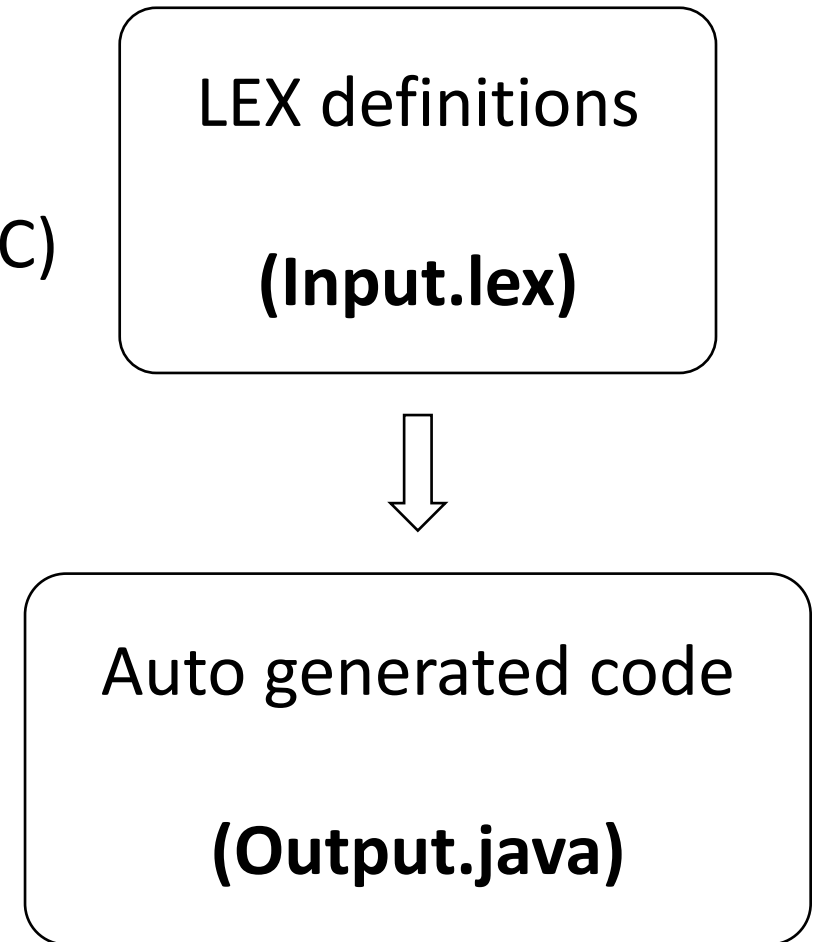 LEX definitions
C)
(Input.lex)
Auto generated code
(Output.java)